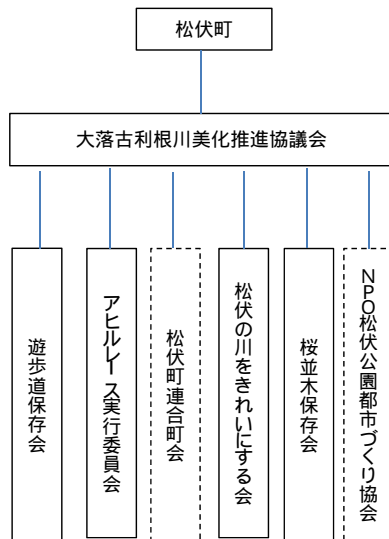 松伏町
大落古利根川美化推進協議会
遊歩道保存会
アヒルレース実行委員会
松伏町連合町会
松伏の川をきれいにする会
桜並木保存会
NPO松伏公園都市づくり協会